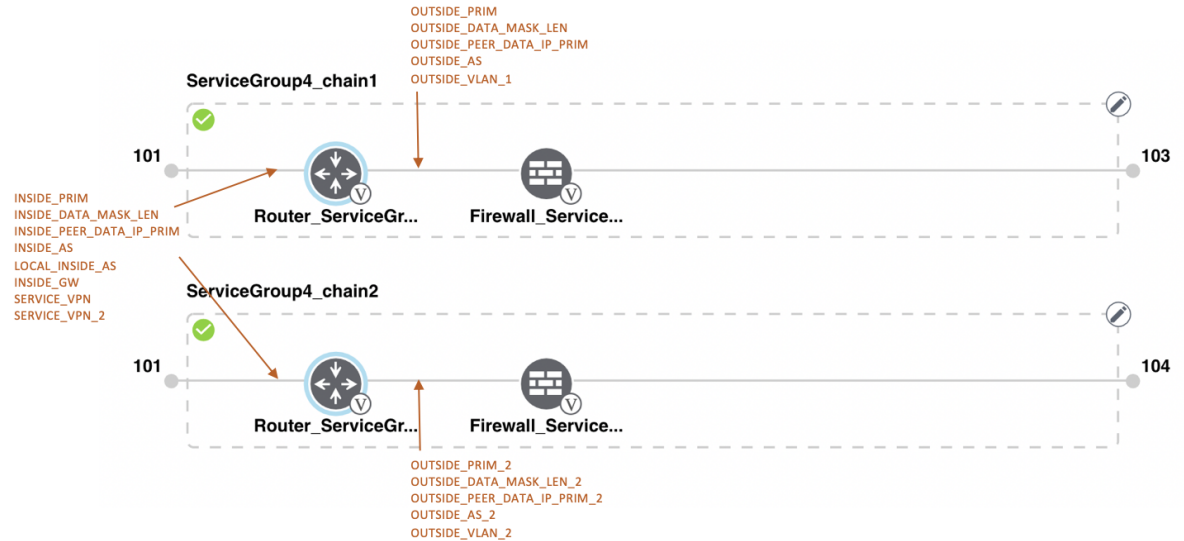 OUTSIDE_PRIM
OUTSIDE_DATA_MASK_LEN
OUTSIDE_PEER_DATA_IP_PRIM
OUTSIDE_AS
OUTSIDE_VLAN_1
ServiceGroup4_chain1
101
103
V
V
Router_ServiceGr...
Firewall_Service...
INSIDE_PRIM
INSIDE_DATA_MASK_LEN
INSIDE_PEER_DATA_IP_PRIM
INSIDE_AS
LOCAL_INSIDE_AS
INSIDE_GW
SERVICE_VPN
SERVICE_VPN_2
ServiceGroup4_chain2
101
104
V
V
Router_ServiceGr...
Firewall_Service...
OUTSIDE_PRIM_2
OUTSIDE_DATA_MASK_LEN_2
OUTSIDE_PEER_DATA_IP_PRIM_2
OUTSIDE_AS_2
OUTSIDE_VLAN_2